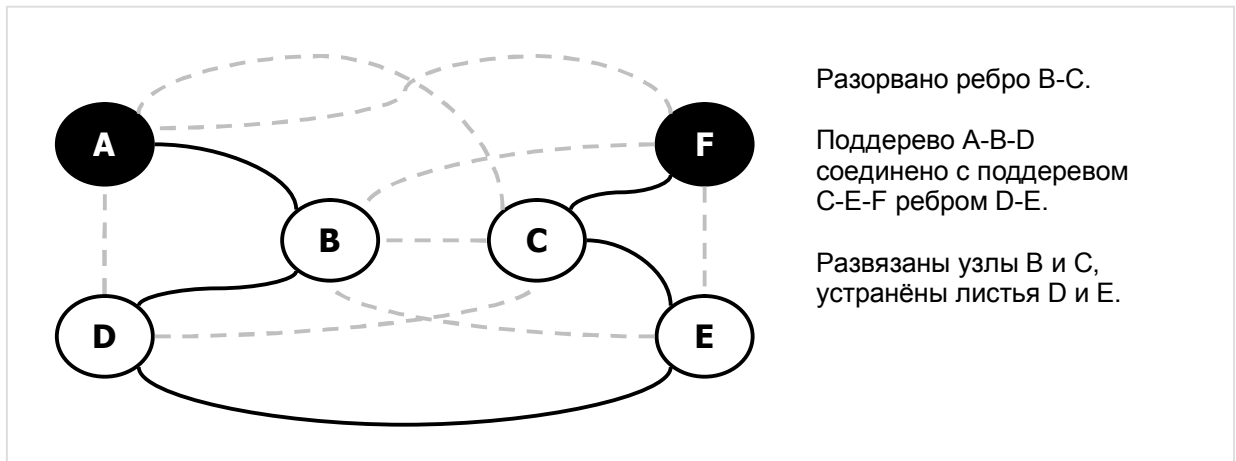 A
F
B
C
D
E
Разорвано ребро B-C.
Поддерево A-B-D
соединено с поддеревом
C-E-F ребром D-E.
Развязаны узлы B и C,
устранёны листья D и E.